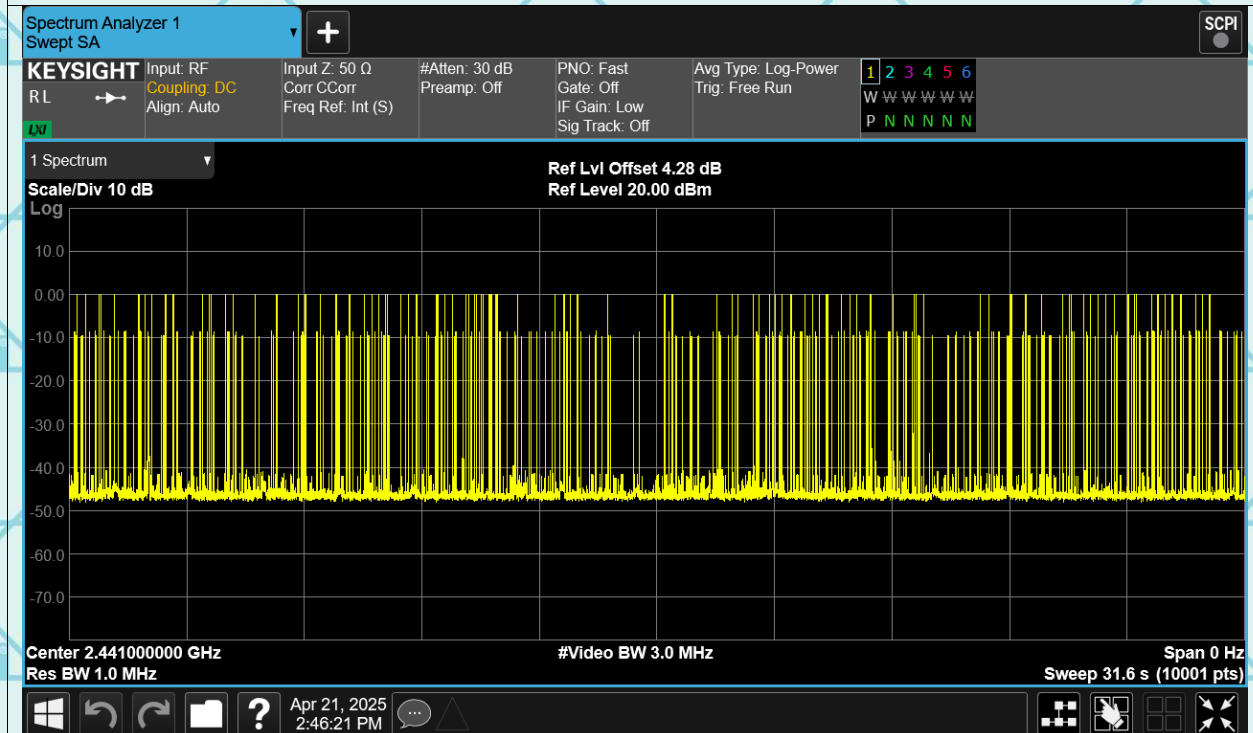 Spectrum Analyzer 1
Swept SA
▼
+
SCPI
KEYSIGHT
RL
LXI
Input: RF
Coupling: DC
Align: Auto
Input Z: 50 Ω
Corr CCorr
Freq Ref: Int (S)
#Atten: 30 dB
Preamp: Off
PNO: Fast
Gate: Off
IF Gain: Low
Sig Track: Off
Avg Type: Log-Power
Trig: Free Run
1 2 3 4 5 6
W W W W W W
P N N N N N
1 Spectrum ▼
Scale/Div 10 dB
Ref Lvl Offset 4.28 dB
Ref Level 20.00 dBm
Log
10.0
0.00
-10.0
-20.0
-30.0
-40.0
-50.0
-60.0
-70.0
Center 2.441000000 GHz
#Video BW 3.0 MHz
Span 0 Hz
Res BW 1.0 MHz
Sweep 31.6 s (10001 pts)
?
Apr 21, 2025
2:46:21 PM